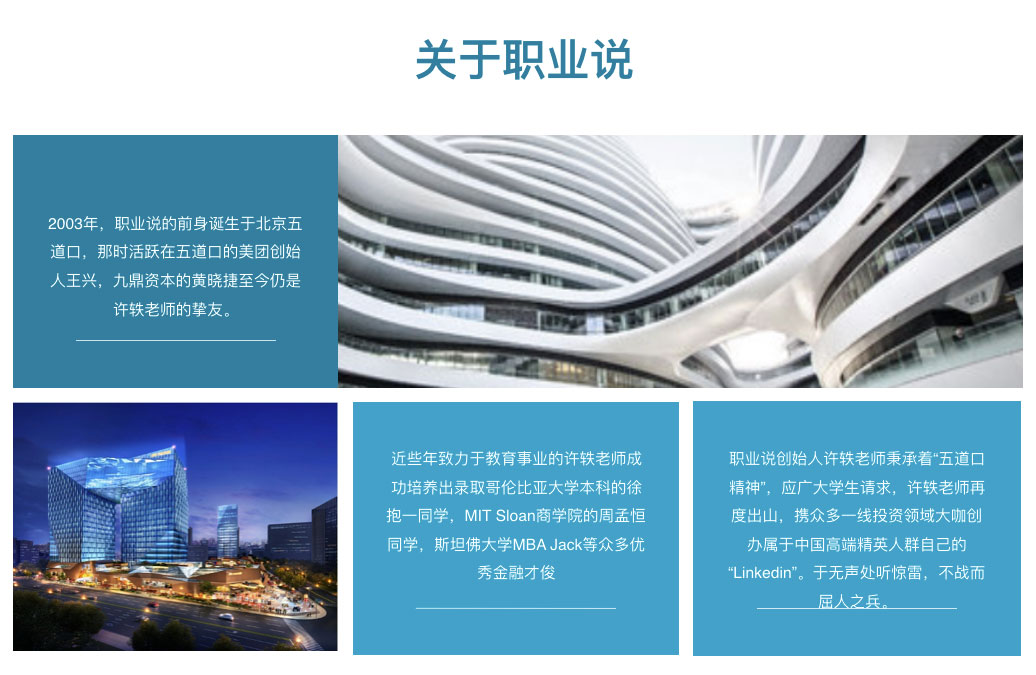 关于职业说
2003年，职业说的前身诞生于北京五
道口，那时活跃在五道口的美团创始
人王兴，九鼎资本的黄晓捷至今仍是
许轶老师的挚友。
近些年致力于教育事业的许轶老师成
功培养出录取哥伦比亚大学本科的徐
抱一同学，MIT Sloan商学院的周孟恒
同学，斯坦佛大学MBA Jack等众多优
秀金融才俊
职业说创始人许轶老师秉承着“五道口
精神”，应广大学生请求，许轶老师再
度出山，携众多一线投资领域大咖创
办属于中国高端精英人群自己的
“Linkedin”。于无声处听惊雷，不战而
屈人之兵。